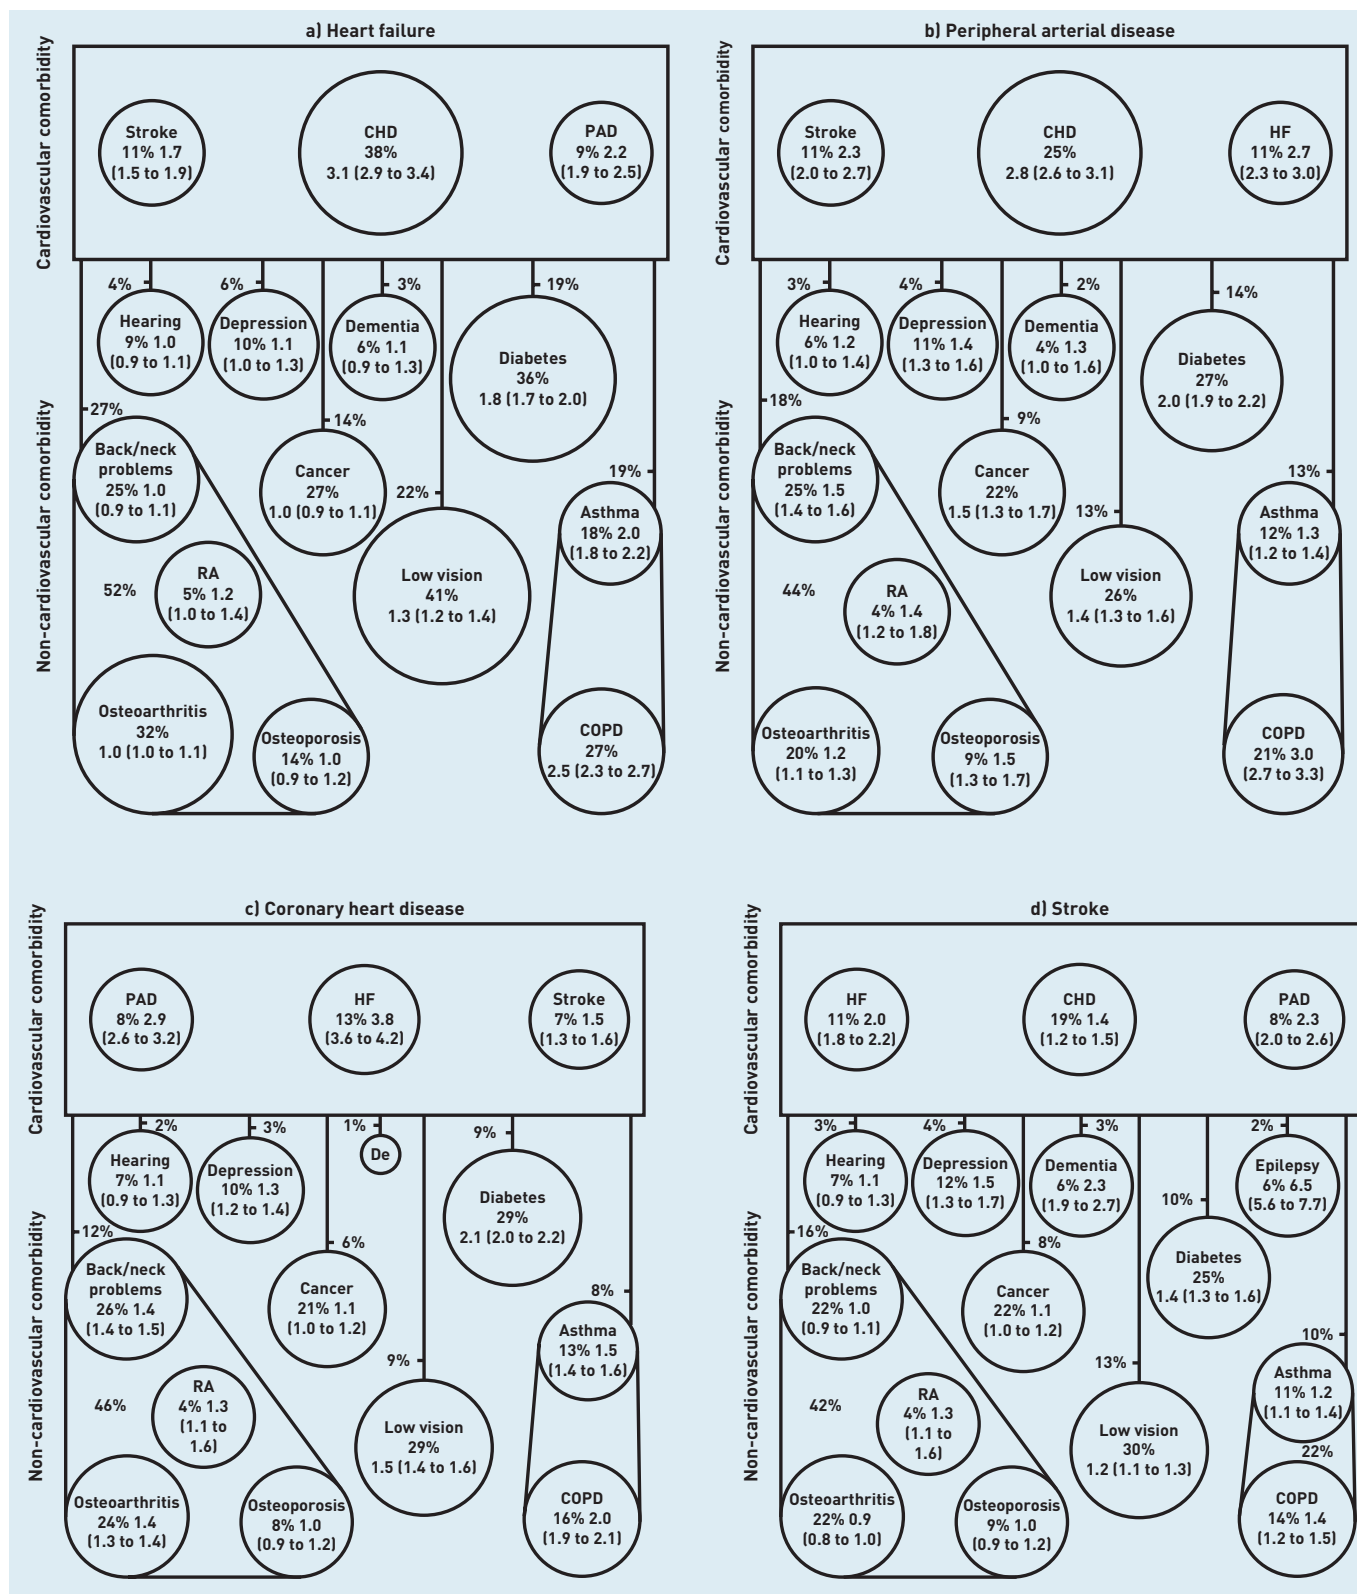 a) Heart failure
Cardiovascular comorbidity
Stroke
11% 1.7
(1.5 to 1.9)
CHD
38%
3.1 (2.9 to 3.4)
PAD
9% 2.2
(1.9 to 2.5)
Non-cardiovascular comorbidity
4%
6%
3%
19%
Hearing
9% 1.0
(0.9 to 1.1)
Depression
10% 1.1
(1.0 to 1.3)
Dementia
6% 1.1
(0.9 to 1.3)
Diabetes
36%
1.8 (1.7 to 2.0)
27%
14%
22%
19%
Back/neck
problems
25% 1.0
(0.9 to 1.1)
Cancer
27%
1.0 (0.9 to 1.1)
Asthma
18% 2.0
(1.8 to 2.2)
52%
RA
5% 1.2
(1.0 to 1.4)
Low vision
41%
1.3 (1.2 to 1.4)
Osteoarthritis
32%
1.0 (1.0 to 1.1)
Osteoporosis
14% 1.0
(0.9 to 1.2)
COPD
27%
2.5 (2.3 to 2.7)
b) Peripheral arterial disease
Cardiovascular comorbidity
Stroke
11% 2.3
(2.0 to 2.7)
CHD
25%
2.8 (2.6 to 3.1)
HF
11% 2.7
(2.3 to 3.0)
Non-cardiovascular comorbidity
3%
4%
2%
14%
Hearing
6% 1.2
(1.0 to 1.4)
Depression
11% 1.4
(1.3 to 1.6)
Dementia
4% 1.3
(1.0 to 1.6)
Diabetes
27%
2.0 (1.9 to 2.2)
18%
9%
13%
13%
Back/neck
problems
25% 1.5
(1.4 to 1.6)
Cancer
22%
1.5 (1.3 to 1.7)
Asthma
12% 1.3
(1.2 to 1.4)
44%
RA
4% 1.4
(1.2 to 1.8)
Low vision
26%
1.4 (1.3 to 1.6)
Osteoarthritis
20% 1.2
(1.1 to 1.3)
Osteoporosis
9% 1.5
(1.3 to 1.7)
COPD
21% 3.0
(2.7 to 3.3)
c) Coronary heart disease
Cardiovascular comorbidity
PAD
8% 2.9
(2.6 to 3.2)
HF
13% 3.8
(3.6 to 4.2)
Stroke
7% 1.5
(1.3 to 1.6)
Non-cardiovascular comorbidity
2%
3%
1%
9%
Hearing
7% 1.1
(0.9 to 1.3)
Depression
10% 1.3
(1.2 to 1.4)
De
Diabetes
29%
2.1 (2.0 to 2.2)
12%
6%
9%
8%
Back/neck
problems
26% 1.4
(1.4 to 1.5)
Cancer
21% 1.1
(1.0 to 1.2)
Asthma
13% 1.5
(1.4 to 1.6)
46%
RA
4% 1.3
(1.1 to
1.6)
Low vision
29%
1.5 (1.4 to 1.6)
Osteoarthritis
24% 1.4
(1.3 to 1.4)
Osteoporosis
8% 1.0
(0.9 to 1.2)
COPD
16% 2.0
(1.9 to 2.1)
d) Stroke
Cardiovascular comorbidity
HF
11% 2.0
(1.8 to 2.2)
CHD
19% 1.4
(1.2 to 1.5)
PAD
8% 2.3
(2.0 to 2.6)
Non-cardiovascular comorbidity
3%
4%
3%
2%
Hearing
7% 1.1
(0.9 to 1.3)
Depression
12% 1.5
(1.3 to 1.7)
Dementia
6% 2.3
(1.9 to 2.7)
Epilepsy
6% 6.5
(5.6 to 7.7)
16%
8%
10%
Diabetes
25%
1.4 (1.3 to 1.6)
Back/neck
problems
22% 1.0
(0.9 to 1.1)
Cancer
22% 1.1
(1.0 to 1.2)
13%
10%
Asthma
11% 1.2
(1.1 to 1.4)
42%
RA
4% 1.3
(1.1 to
1.6)
Low vision
30%
1.2 (1.1 to 1.3)
22%
Osteoarthritis
22% 0.9
(0.8 to 1.0)
Osteoporosis
9% 1.0
(0.9 to 1.2)
COPD
14% 1.4
(1.2 to 1.5)